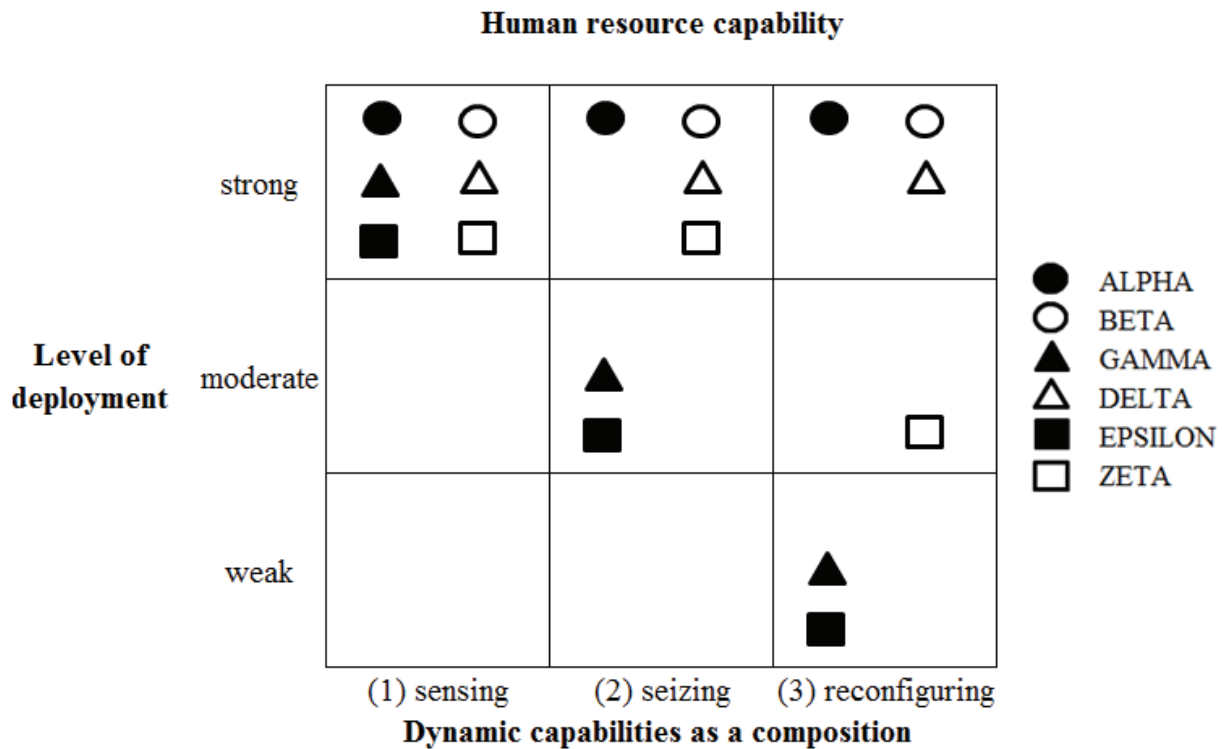 Human resource capability
strong
Level of
deployment
moderate
weak
ALPHA
BETA
GAMMA
DELTA
EPSILON
ZETA
(1) sensing
(2) seizing
(3) reconfiguring
Dynamic capabilities as a composition